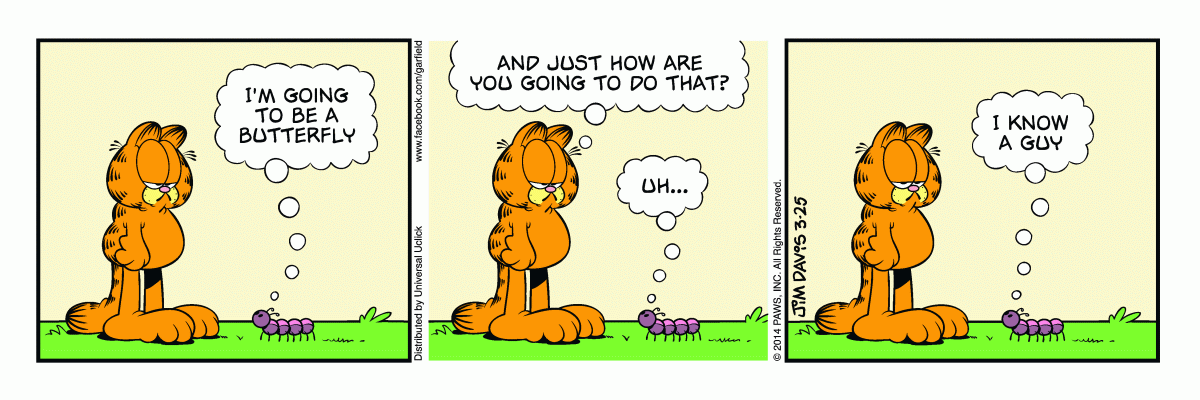 I'M GOING
TO BE A
BUTTERFLY
www.facebook.com/garfield
Distributed by Universal Uclick
AND JUST HOW ARE
YOU GOING TO DO THAT?
UH...
© 2014 PAWS, INC. All Rights Reserved.
JIM DAVIS 3·25
I KNOW
A GUY